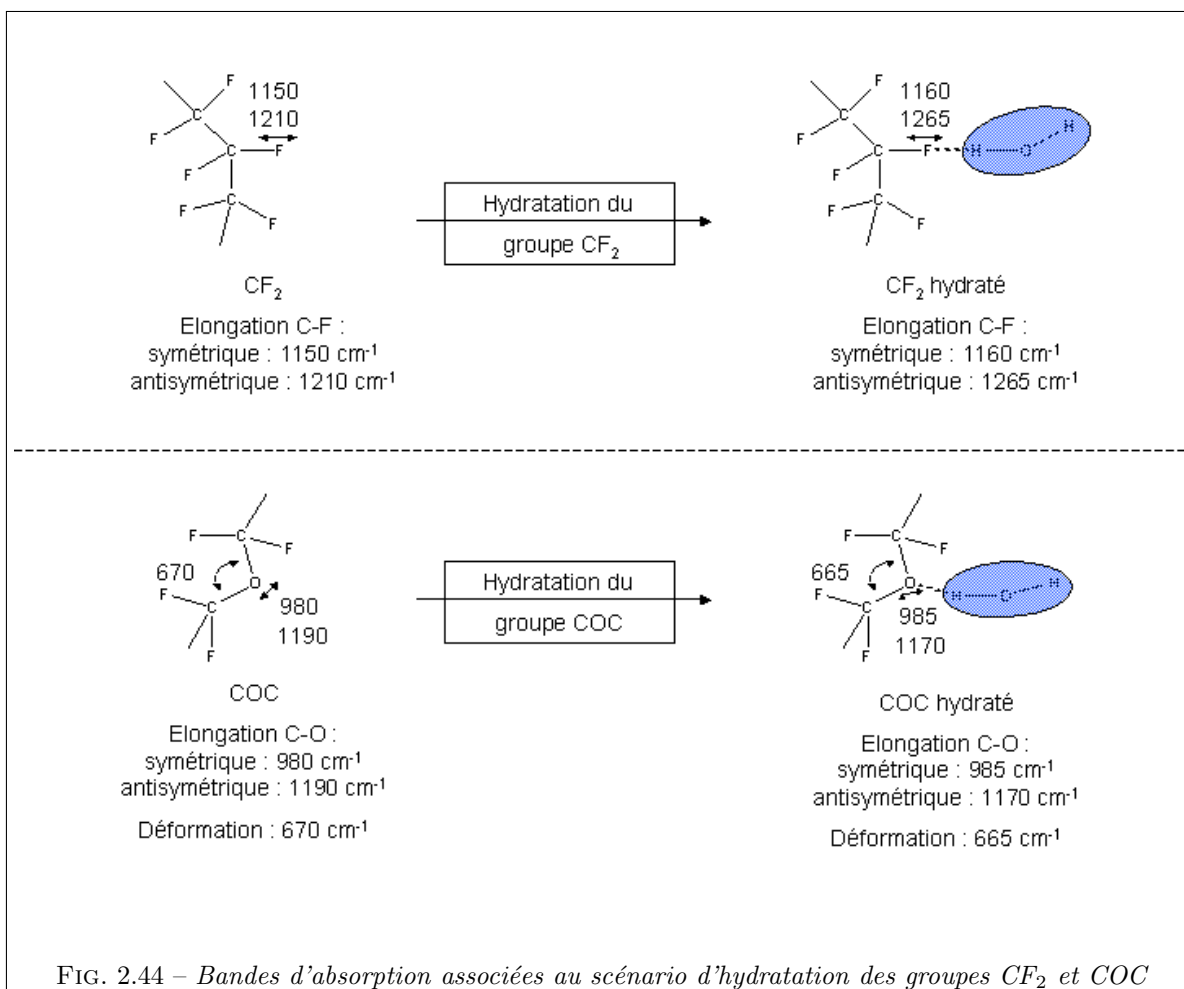 F
1150
C
1210
F
C
F
F
C
F
F
CF₂
Elongation C-F :
symétrique : 1150 cm⁻¹
antisymétrique : 1210 cm⁻¹
Hydratation du
groupe CF₂
F
1160
C
1265
H
F
C
F
H
O
F
C
F
F
CF₂ hydraté
Elongation C-F :
symétrique : 1160 cm⁻¹
antisymétrique : 1265 cm⁻¹
F
C
F
670
O
F
C
980
1190
F
COC
Elongation C-O :
symétrique : 980 cm⁻¹
antisymétrique : 1190 cm⁻¹
Déformation : 670 cm⁻¹
Hydratation du
groupe COC
F
C
F
665
O
H
O
H
F
C
985
1170
F
COC hydraté
Elongation C-O :
symétrique : 985 cm⁻¹
antisymétrique : 1170 cm⁻¹
Déformation : 665 cm⁻¹
FIG. 2.44 – Bandes d'absorption associées au scénario d'hydratation des groupes CF₂ et COC